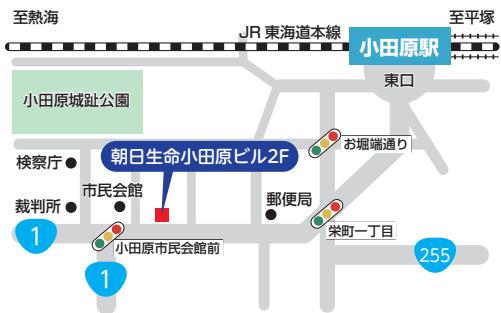 至熱海
至平塚
JR 東海道本線
小田原駅
東口
小田原城趾公園
お堀端通り
検察庁
朝日生命小田原ビル2F
市民会館
郵便局
裁判所
栄町一丁目
1
小田原市民会館前
255
1